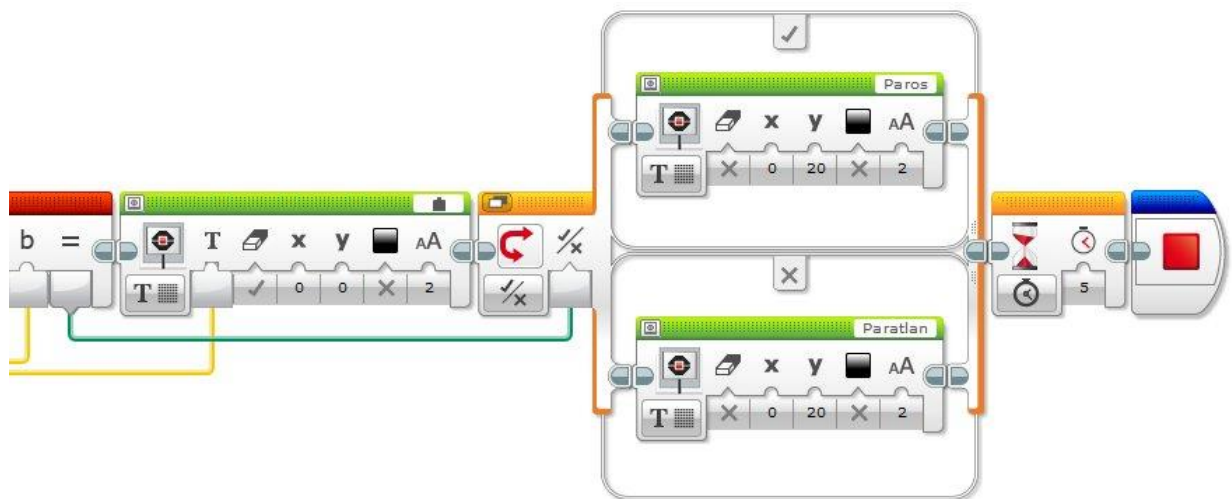 Paros
x y AA
T 0 20 2
b = T x y AA
T 0 0 2
5
Paratlan
x y AA
T 0 20 2